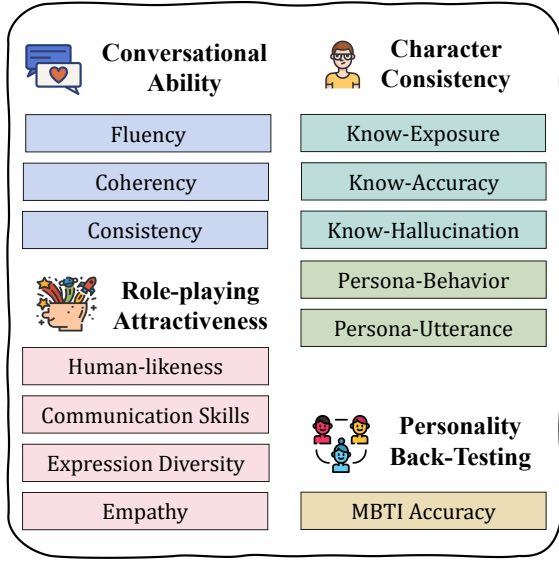 Conversational
Ability
Fluency
Coherency
Consistency
Role-playing
Attractiveness
Human-likeness
Communication Skills
Expression Diversity
Empathy
Character
Consistency
Know-Exposure
Know-Accuracy
Know-Hallucination
Persona-Behavior
Persona-Utterance
Personality
Back-Testing
MBTI Accuracy